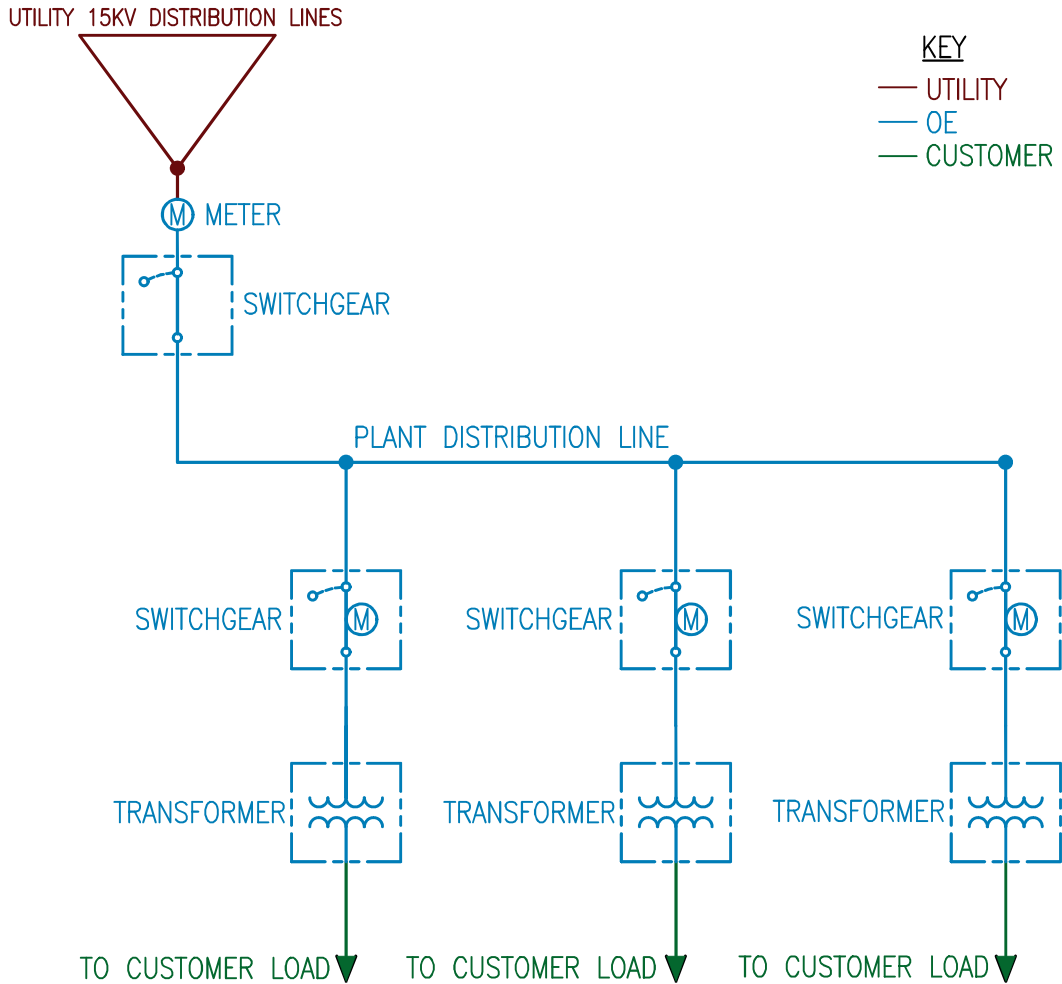 UTILITY 15KV DISTRIBUTION LINES
KEY
UTILITY
OE
CUSTOMER
M METER
SWITCHGEAR
PLANT DISTRIBUTION LINE
SWITCHGEAR M SWITCHGEAR M SWITCHGEAR M
TRANSFORMER TRANSFORMER TRANSFORMER
TO CUSTOMER LOAD TO CUSTOMER LOAD TO CUSTOMER LOAD